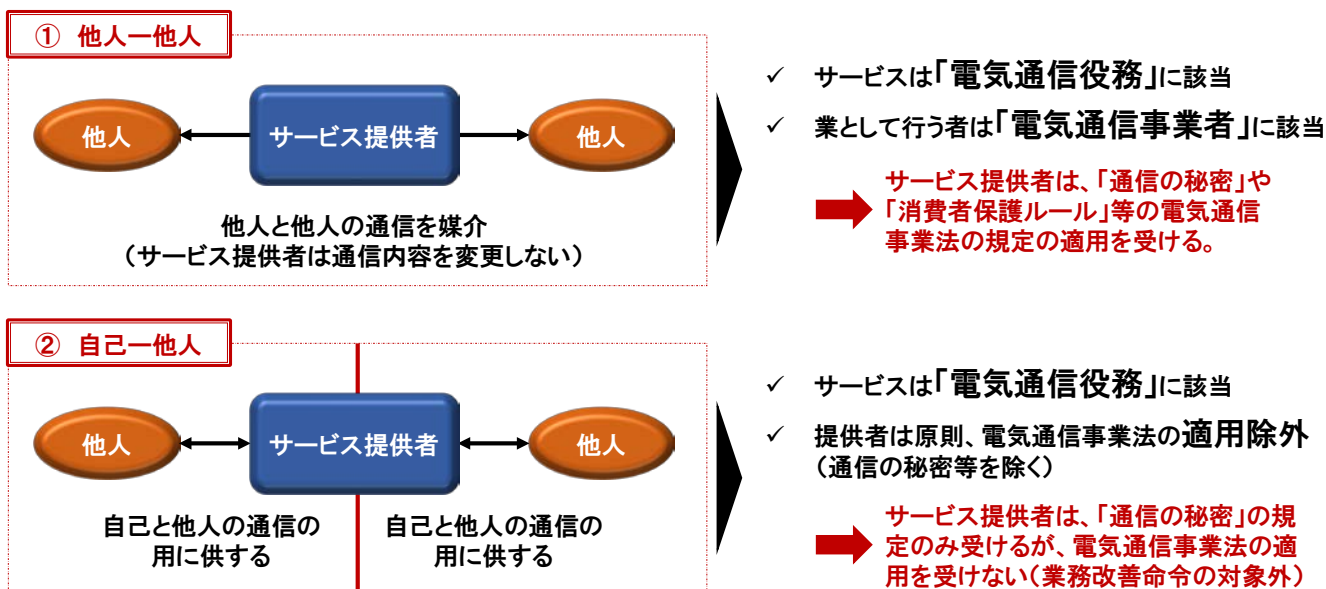 ① 他人ー他人
他人
サービス提供者
他人
他人と他人の通信を媒介
（サービス提供者は通信内容を変更しない）
✓ サービスは「電気通信役務」に該当
✓ 業として行う者は「電気通信事業者」に該当
サービス提供者は、「通信の秘密」や
「消費者保護ルール」等の電気通信
事業法の規定の適用を受ける。
② 自己ー他人
他人
サービス提供者
他人
自己と他人の通信の
用に供する
自己と他人の通信の
用に供する
✓ サービスは「電気通信役務」に該当
✓ 提供者は原則、電気通信事業法の適用除外
（通信の秘密等を除く）
サービス提供者は、「通信の秘密」の規
定のみ受けるが、電気通信事業法の適
用を受けない（業務改善命令の対象外）